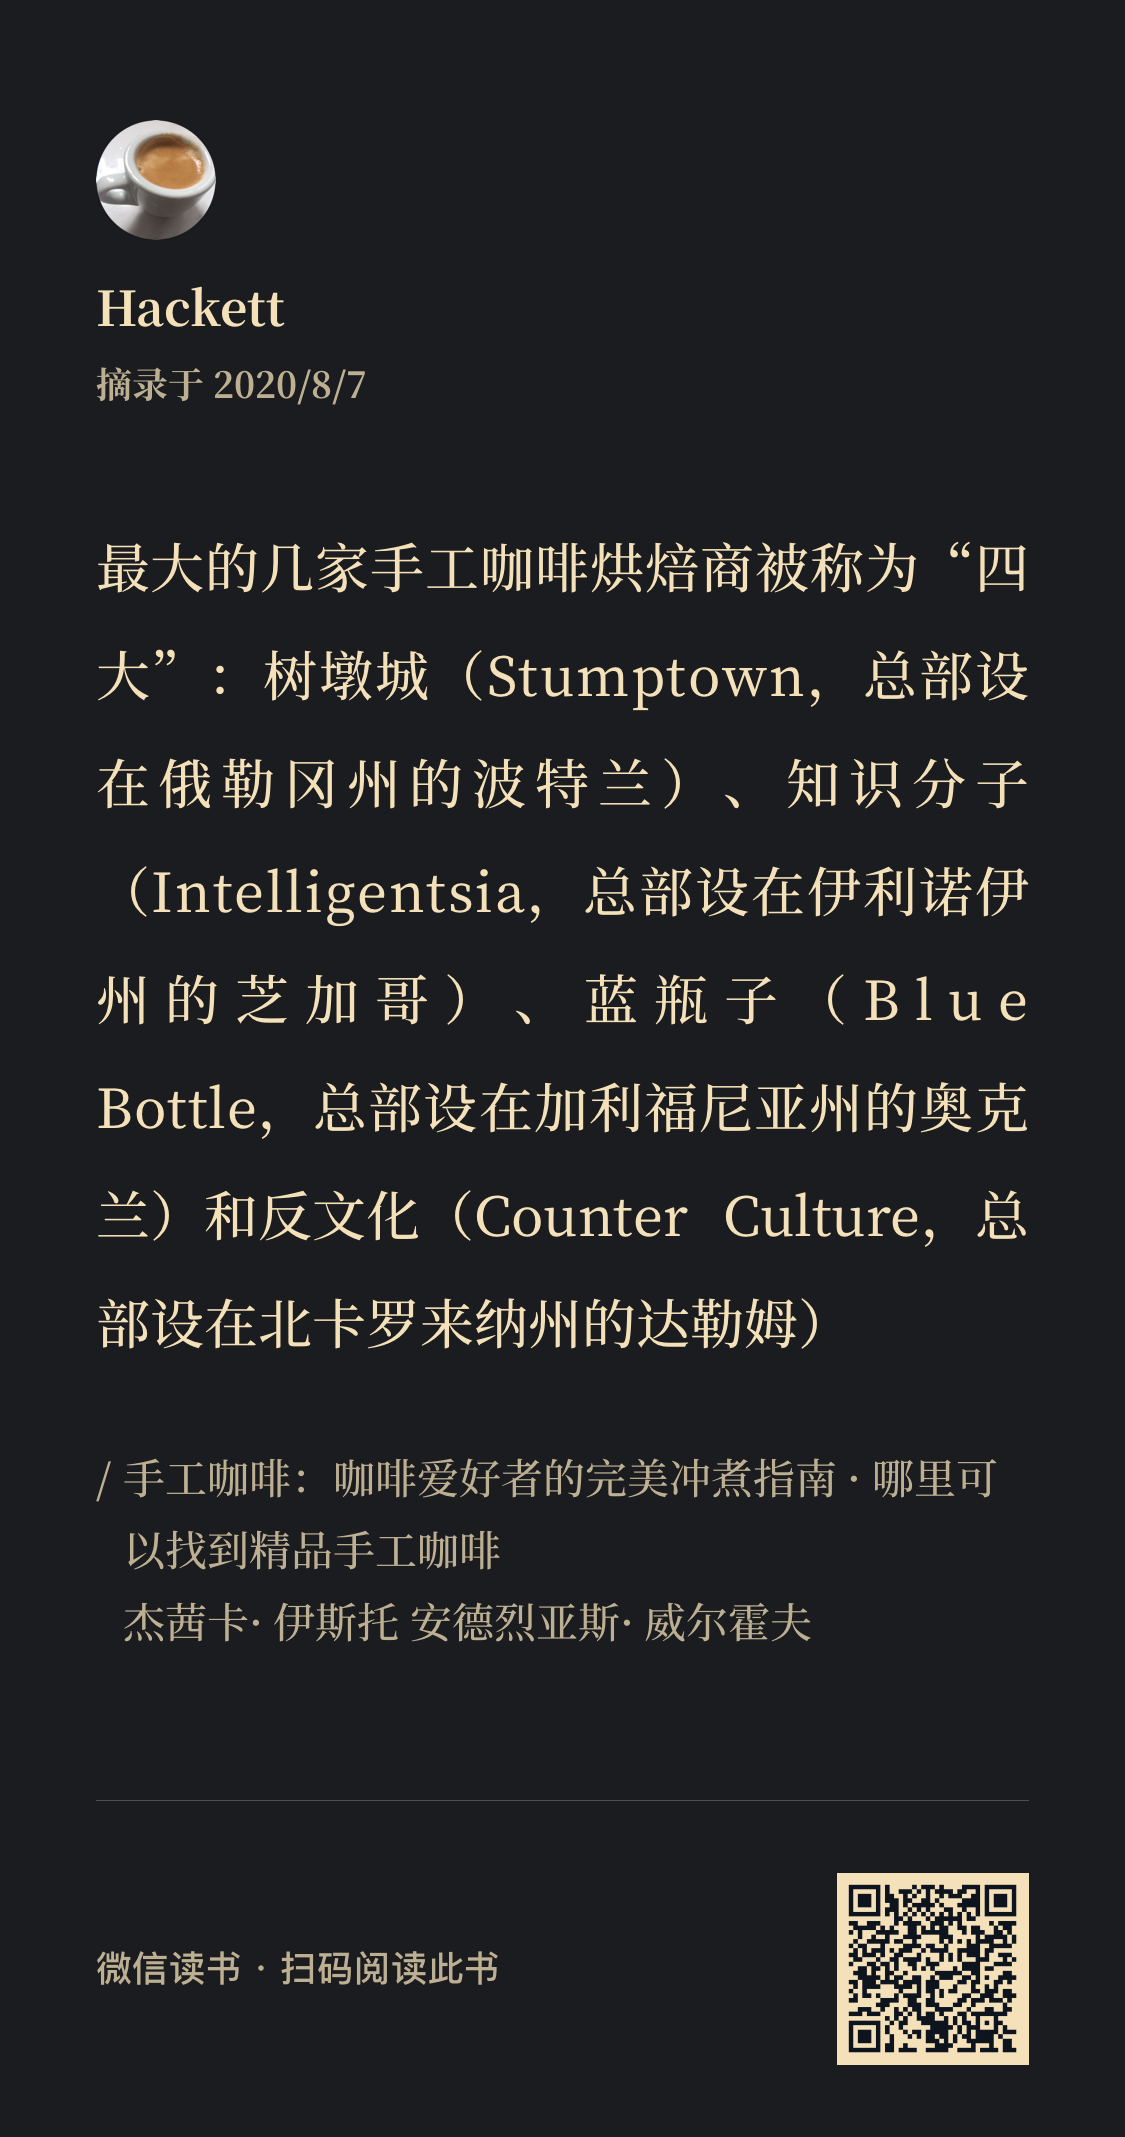 Hackett
摘录于 2020/8/7
最大的几家手工咖啡烘焙商被称为“四
大”：树墩城（Stumptown，总部设
在俄勒冈州的波特兰）、知识分子
（Intelligentsia，总部设在伊利诺伊
州的芝加哥）、蓝瓶子（Blue
Bottle，总部设在加利福尼亚州的奥克
兰）和反文化（Counter Culture，总
部设在北卡罗来纳州的达勒姆）
/ 手工咖啡：咖啡爱好者的完美冲煮指南 · 哪里可
以找到精品手工咖啡
杰茜卡· 伊斯托 安德烈亚斯· 威尔霍夫
微信读书 · 扫码阅读此书